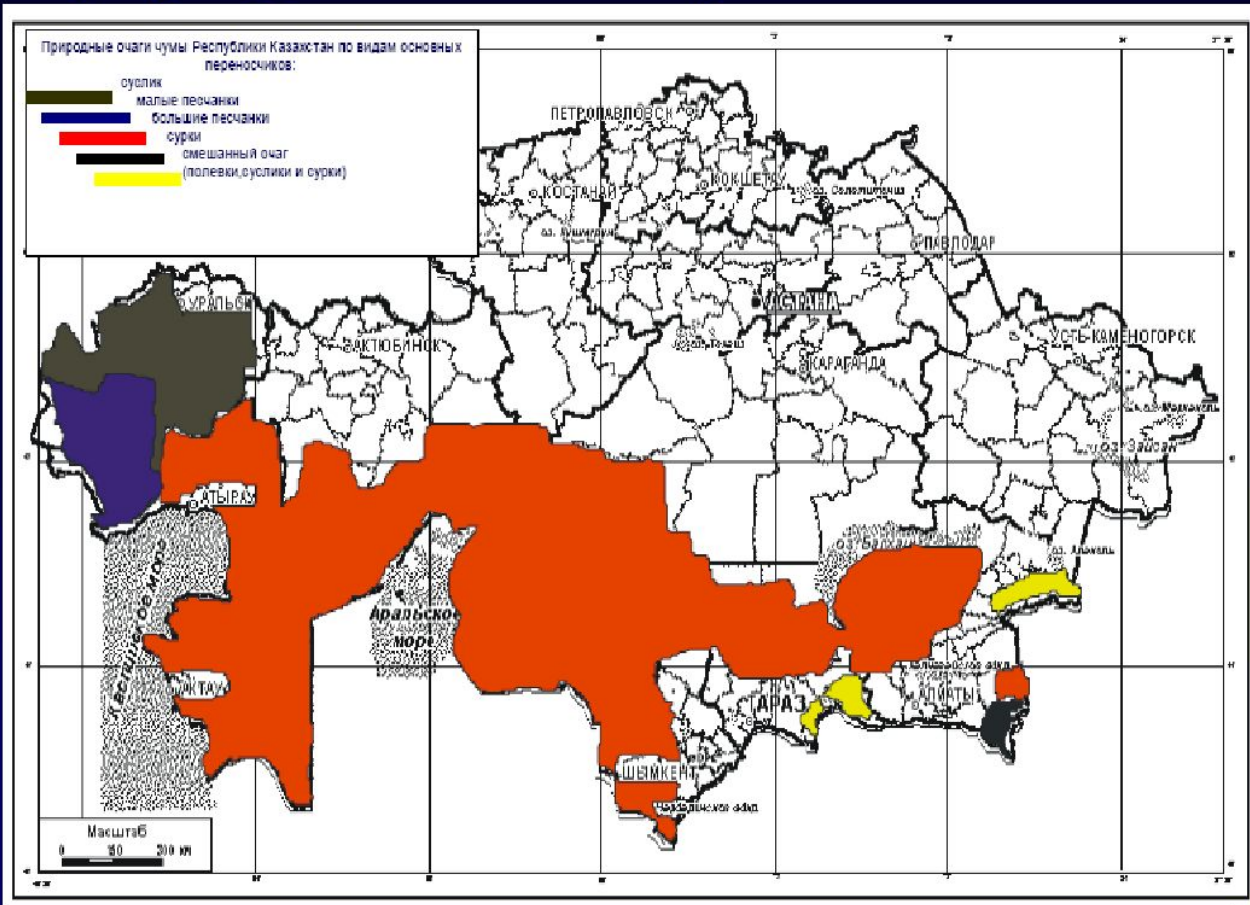 Природные очаги чумы Республики Казахстан по видам основных
переносчиков:
суслик
малые песчанки
большие песчанки
сурки
смешанный очаг
(полевки,суслики и сурки)
ПЕТРОПАВЛОВСК
КОСТАНАЙ
КОКШЕТАУ
ПАВЛОДАР
УРАЛЬСК
АСТАНА
АКТЮБИНСК
КАРАГАНДА
УСТЬ-КАМЕНОГОРСК
оз. Зайсан
АТЫРАУ
Каспийское море
Аральское
море
оз. Алаколь
АКТАУ
ТАРАЗ
АЛМАТЫ
ШЫМКЕНТ
Масштаб
0 150 300 км